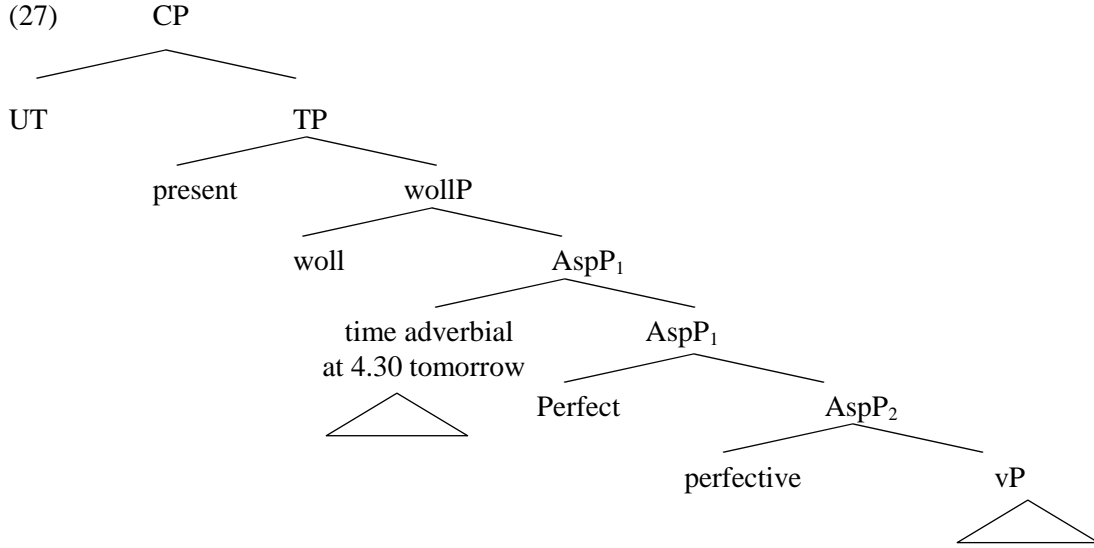 (27) CP
UT TP
present wollP
woll AspP₁
time adverbial AspP₁
at 4.30 tomorrow
Perfect AspP₂
perfective vP